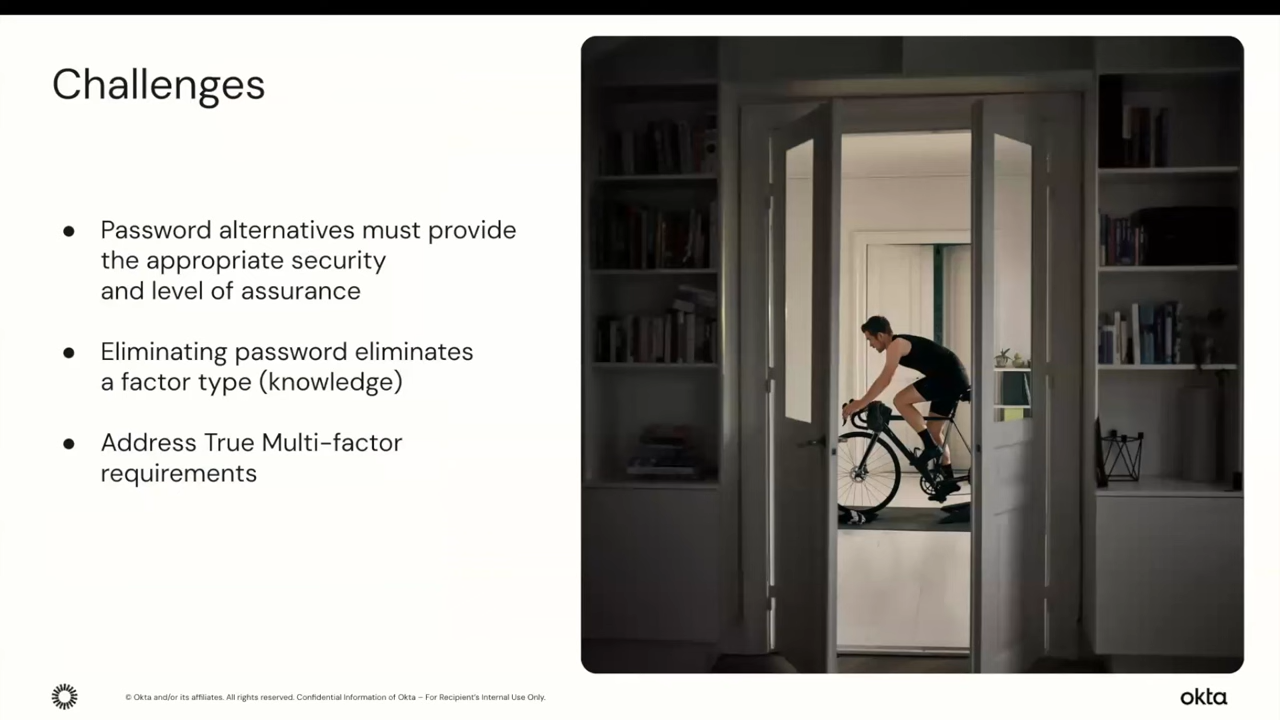 Challenges
● Password alternatives must provide
the appropriate security
and level of assurance
● Eliminating password eliminates
a factor type (knowledge)
● Address True Multi-factor
requirements
© Okta and/or its affiliates. All rights reserved. Confidential Information of Okta – For Recipient's Internal Use Only.
okta